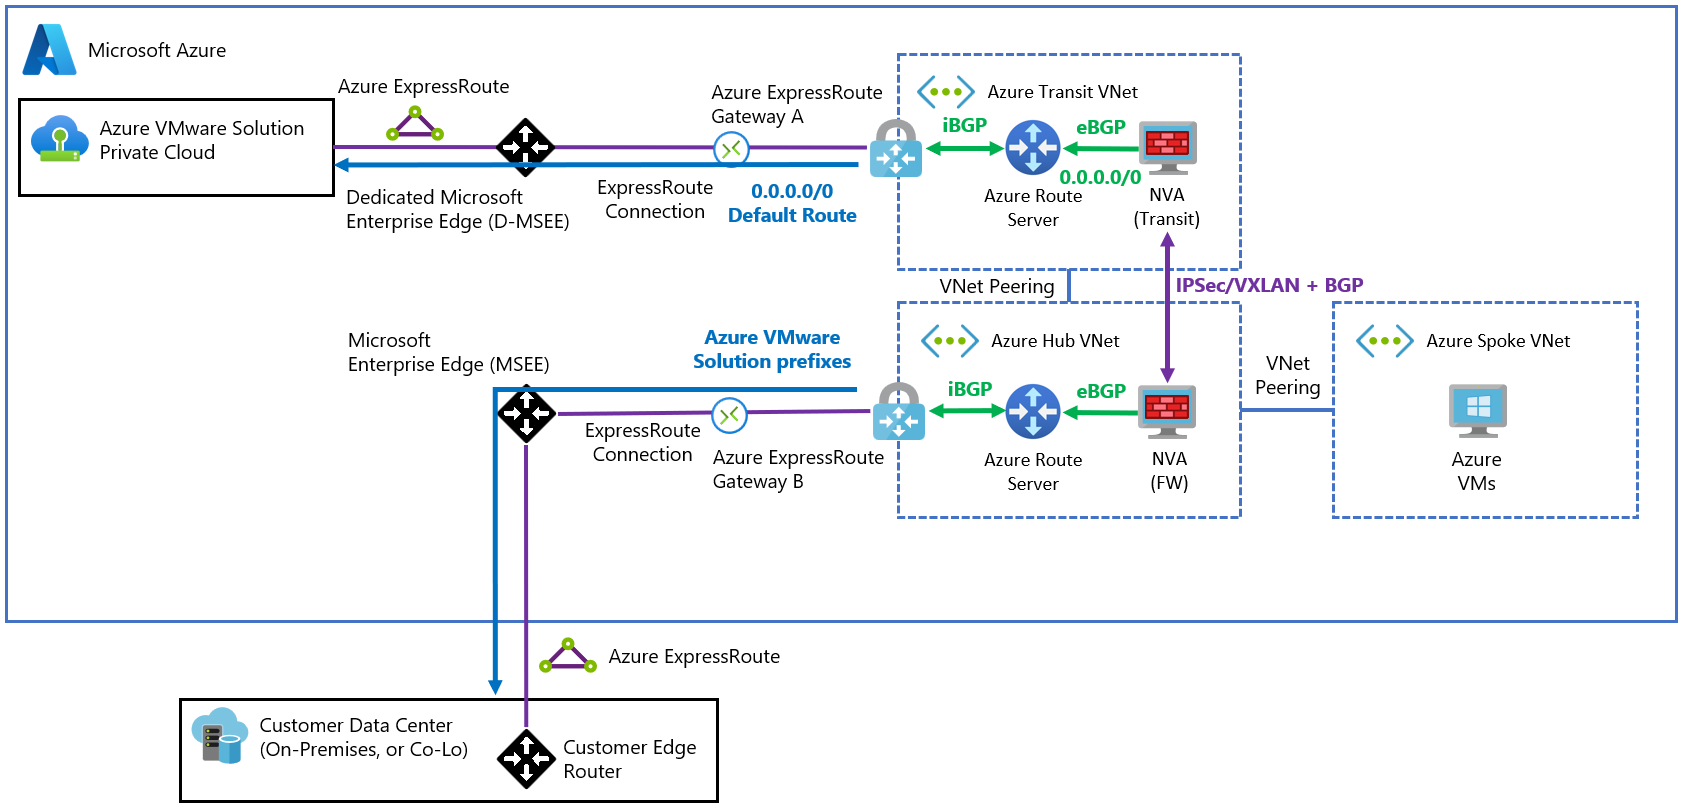 Microsoft Azure
Azure VMware Solution
Private Cloud
Azure ExpressRoute
Dedicated Microsoft
Enterprise Edge (D-MSEE)
Azure ExpressRoute
Gateway A
ExpressRoute
Connection
0.0.0.0/0
Default Route
Azure Transit VNet
iBGP
eBGP
0.0.0.0/0
Azure Route
Server
NVA
(Transit)
VNet Peering
IPSec/VXLAN + BGP
Microsoft
Enterprise Edge (MSEE)
Azure VMware
Solution prefixes
ExpressRoute
Connection
Azure ExpressRoute
Gateway B
Azure Hub VNet
iBGP
eBGP
Azure Route
Server
NVA
(FW)
VNet
Peering
Azure Spoke VNet
Azure
VMs
Azure ExpressRoute
Customer Data Center
(On-Premises, or Co-Lo)
Customer Edge
Router